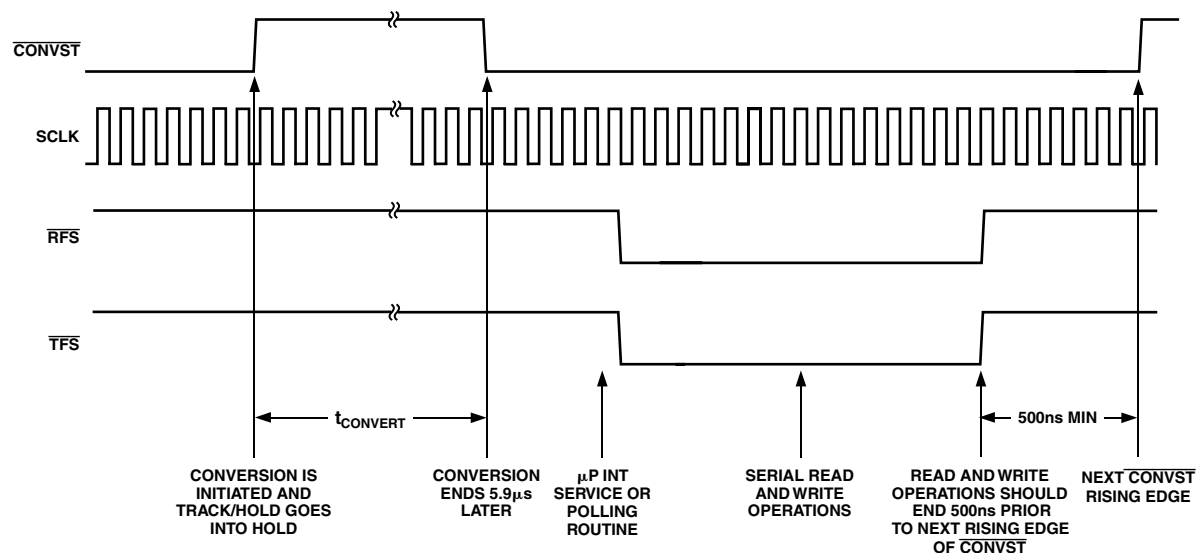 CONVST
SCLK
RFS
TFS
tCONVERT
500ns MIN
CONVERSION IS
INITIATED AND
TRACK/HOLD GOES
INTO HOLD
CONVERSION
ENDS 5.9μs
LATER
μP INT
SERVICE OR
POLLING
ROUTINE
SERIAL READ
AND WRITE
OPERATIONS
READ AND WRITE
OPERATIONS SHOULD
END 500ns PRIOR
TO NEXT RISING EDGE
OF CONVST
NEXT CONVST
RISING EDGE